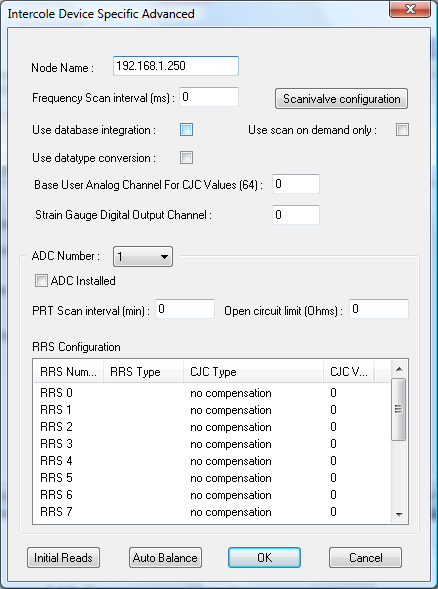 Intercole Device Specific Advanced
Node Name : 192.168.1.250
Frequency Scan interval (ms) : 0 Scanivalve configuration
Use database integration : Use scan on demand only :
Use datatype conversion :
Base User Analog Channel For CJC Values (64) : 0
Strain Gauge Digital Output Channel : 0
ADC Number : 1
ADC Installed
PRT Scan interval (min) : 0 Open circuit limit (Ohms) : 0
RRS Configuration
RRS Num... RRS Type CJC Type CJC V...
RRS 0 no compensation 0
RRS 1 no compensation 0
RRS 2 no compensation 0
RRS 3 no compensation 0
RRS 4 no compensation 0
RRS 5 no compensation 0
RRS 6 no compensation 0
RRS 7 no compensation 0
Initial Reads Auto Balance OK Cancel